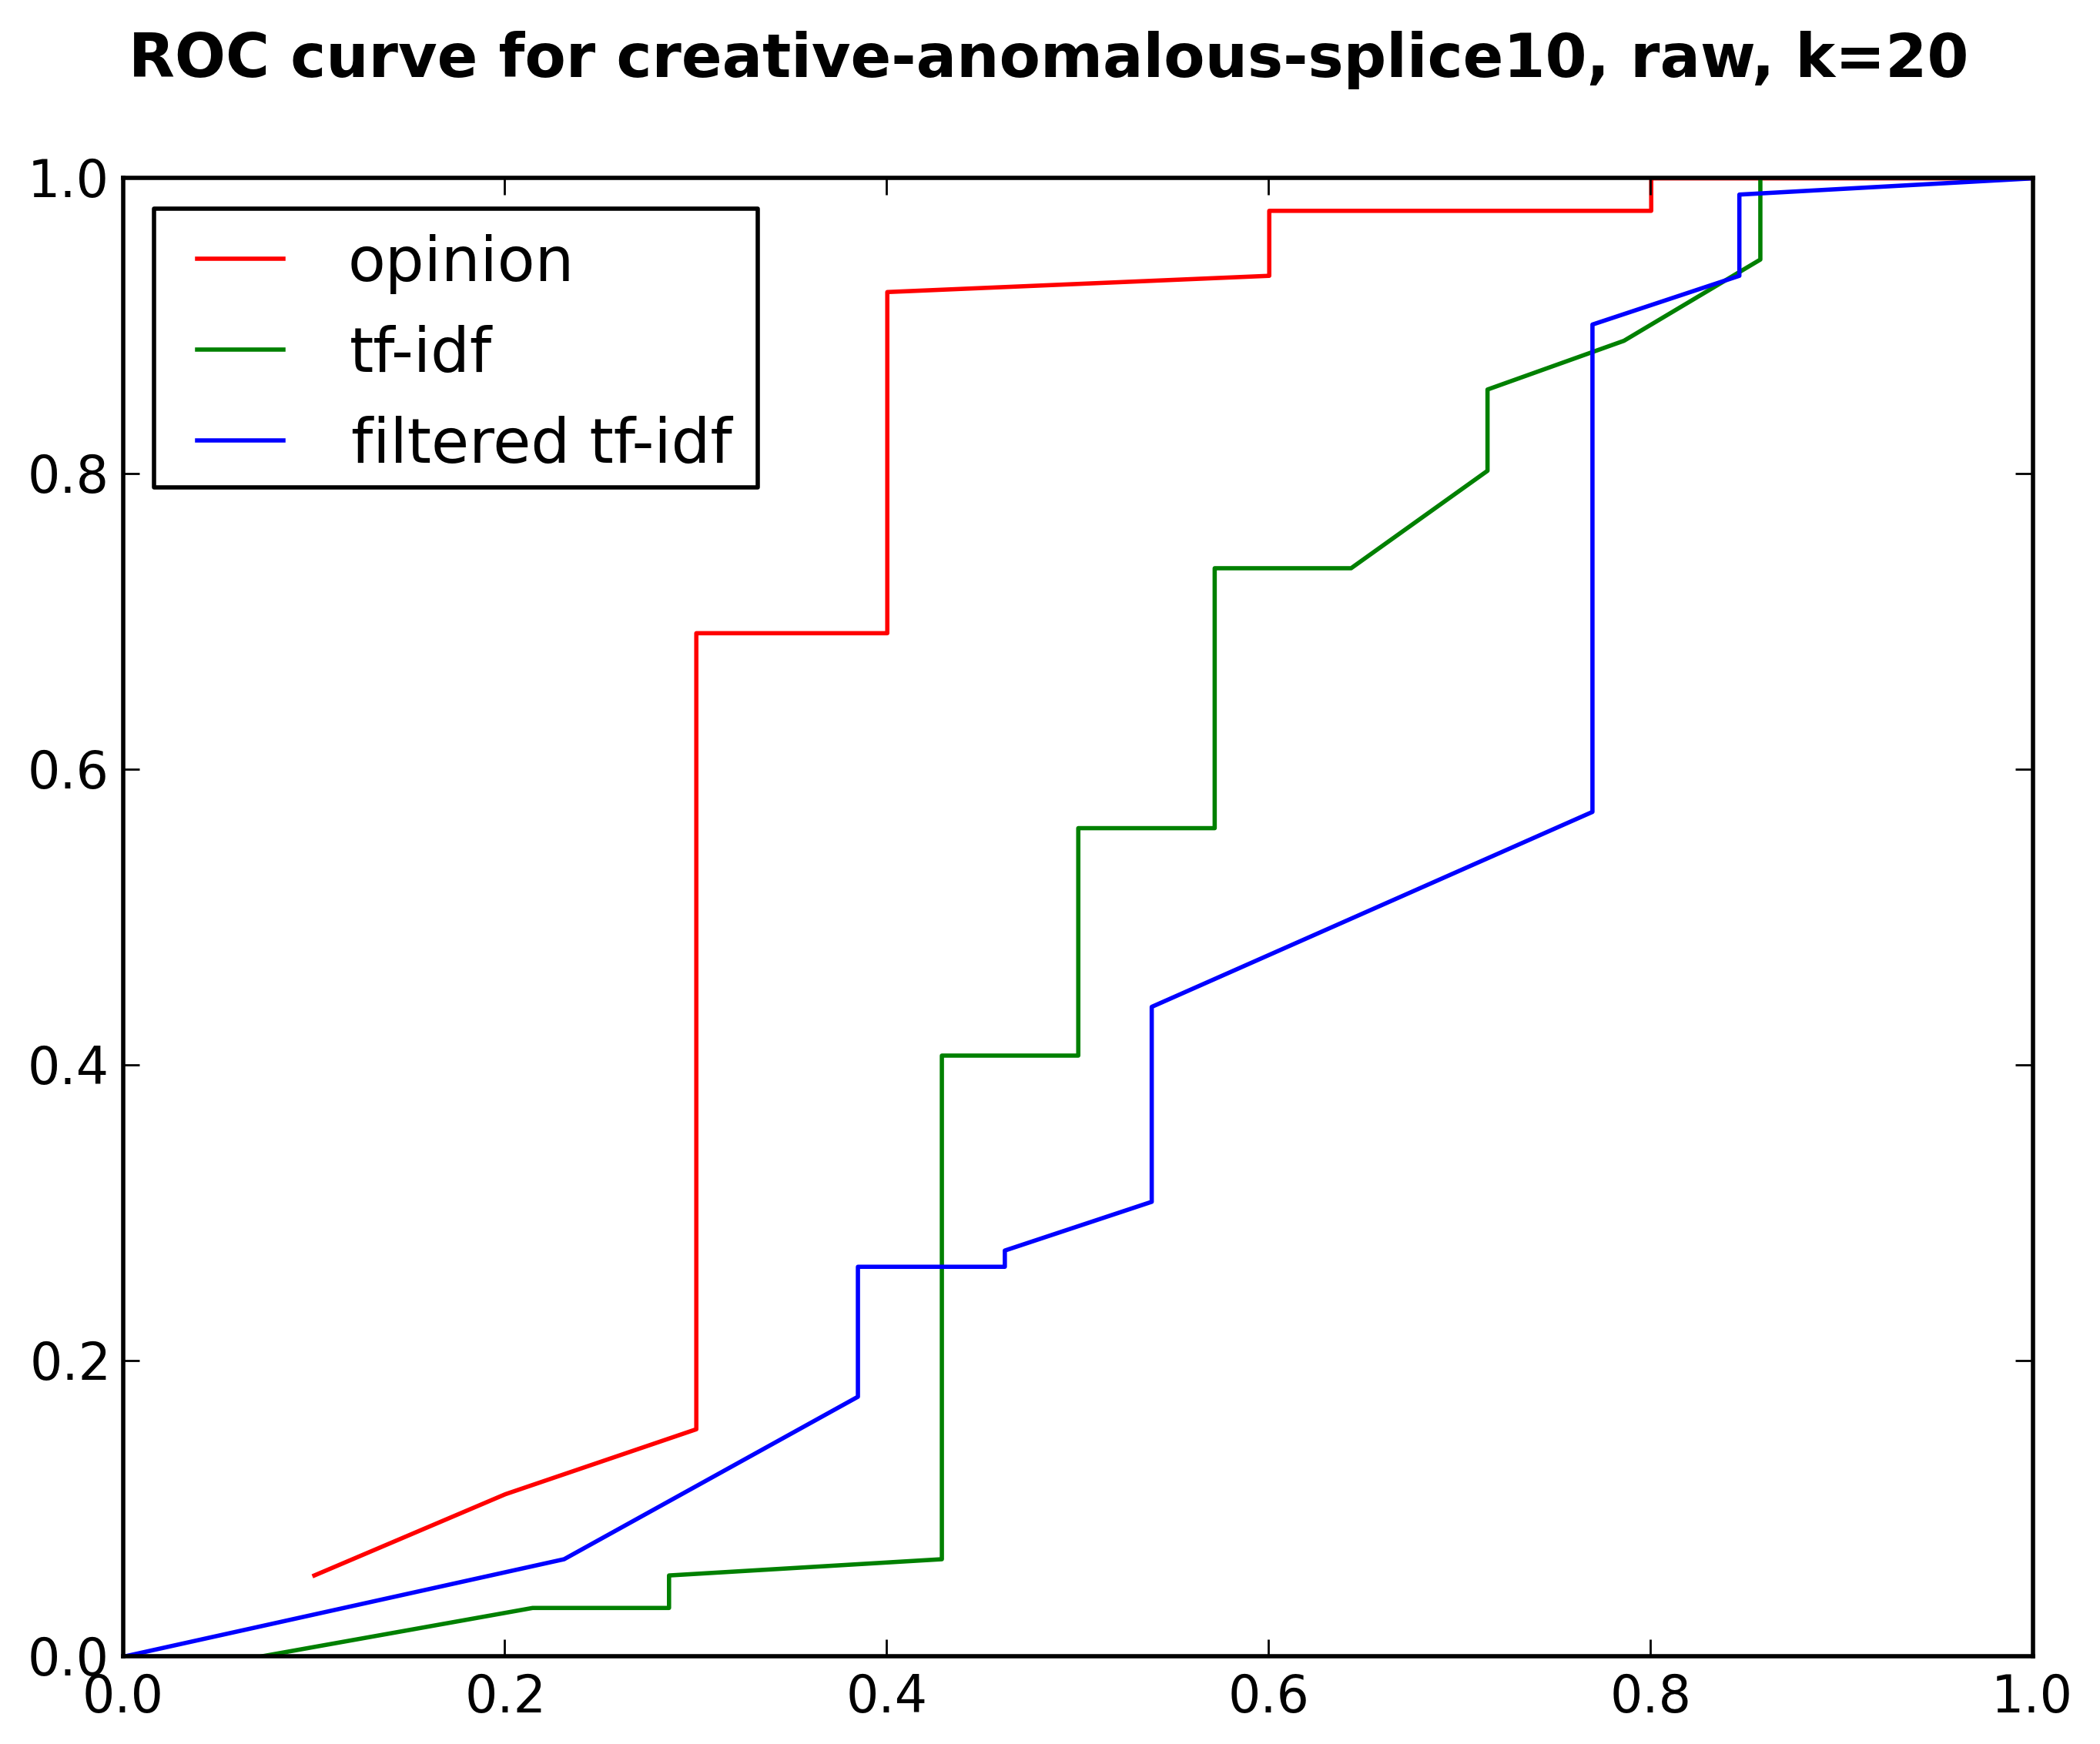 ROC curve for creative-anomalous-splice10, raw, k=20
1.0
opinion
tf-idf
filtered tf-idf
0.8
0.6
0.4
0.2
0.0
0.0 0.2 0.4 0.6 0.8 1.0